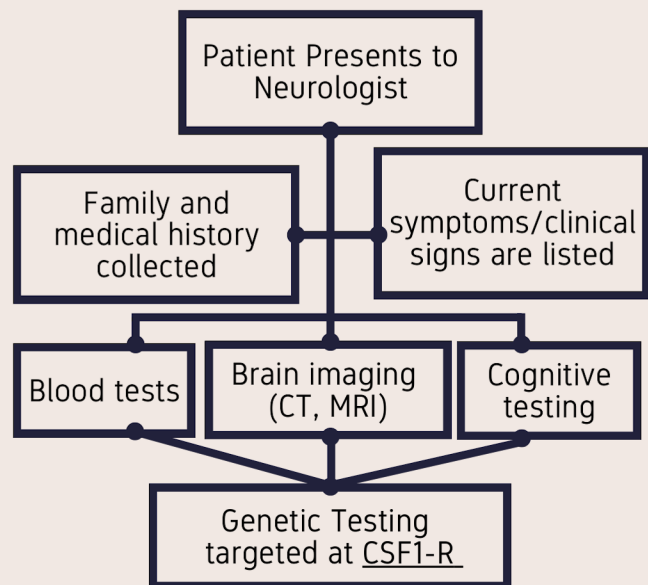 Patient Presents to
Neurologist
Family and
medical history
collected
Current
symptoms/clinical
signs are listed
Blood tests
Brain imaging
(CT, MRI)
Cognitive
testing
Genetic Testing
targeted at CSF1-R